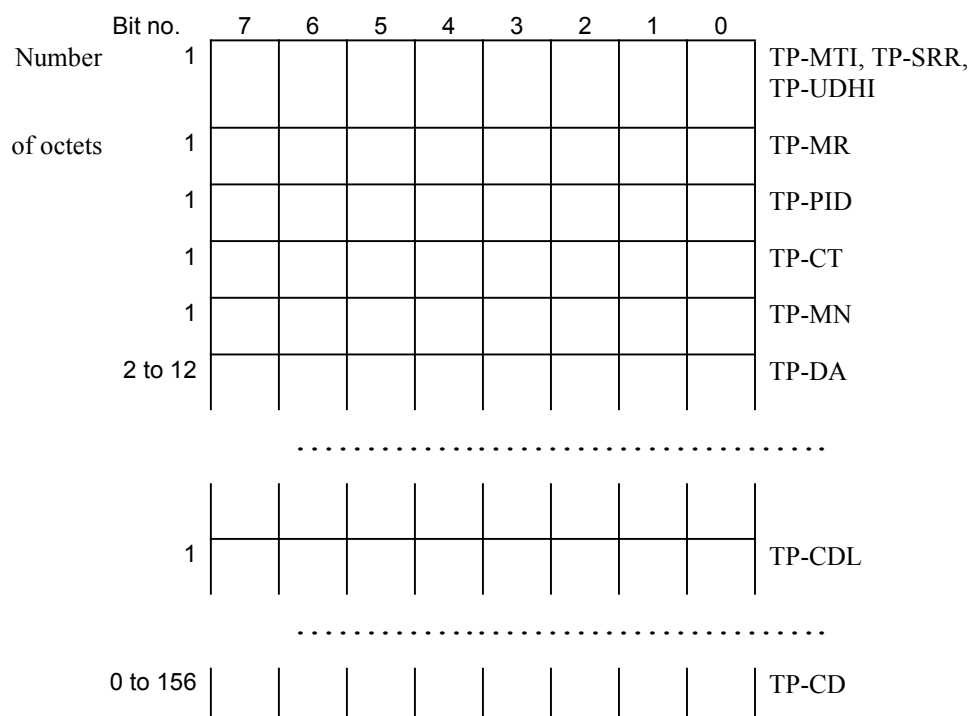 Bit no. 7 6 5 4 3 2 1 0
Number 1 TP-MTI, TP-SRR,
TP-UDHI
of octets 1 TP-MR
1 TP-PID
1 TP-CT
1 TP-MN
2 to 12 TP-DA
1 TP-CDL
0 to 156 TP-CD